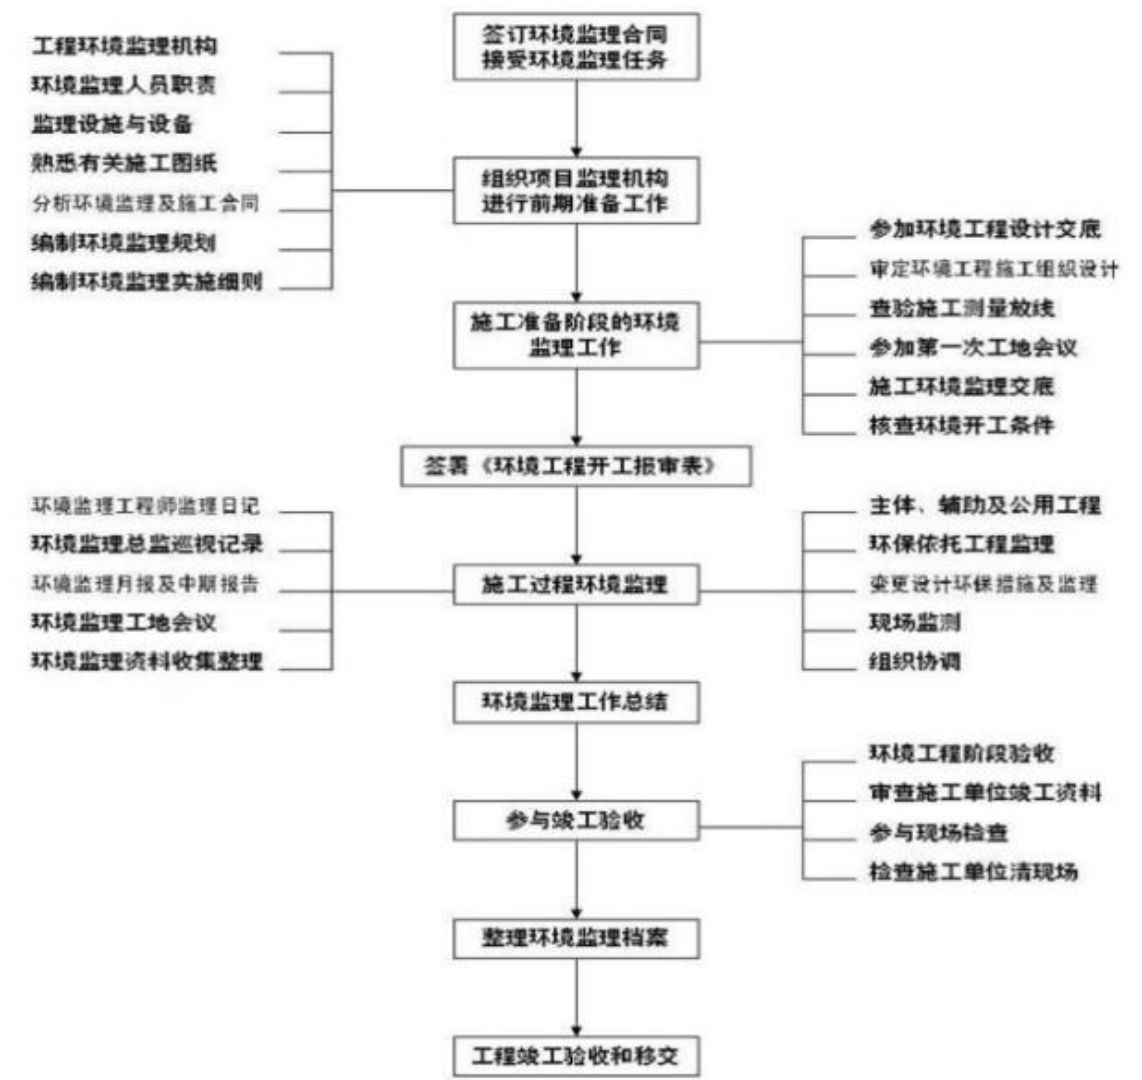 签订环境监理合同
接受环境监理任务
工程环境监理机构
环境监理人员职责
监理设施与设备
熟悉有关施工图纸
分析环境监理及施工合同
编制环境监理规划
编制环境监理实施细则
组织项目监理机构
进行前期准备工作
施工准备阶段的环境
监理工作
参加环境工程设计交底
审定环境工程施工组织设计
查验施工测量放线
参加第一次工地会议
施工环境监理交底
核查环境开工条件
签署《环境工程开工报审表》
环境监理工程师监理日记
环境监理总监巡视记录
环境监理月报及中期报告
环境监理工地会议
环境监理资料收集整理
施工过程环境监理
主体、辅助及公用工程
环保依托工程监理
变更设计环保措施及监理
现场监测
组织协调
环境监理工作总结
参与竣工验收
环境工程阶段验收
审查施工单位竣工资料
参与现场检查
检查施工单位清现场
整理环境监理档案
工程竣工验收和移交